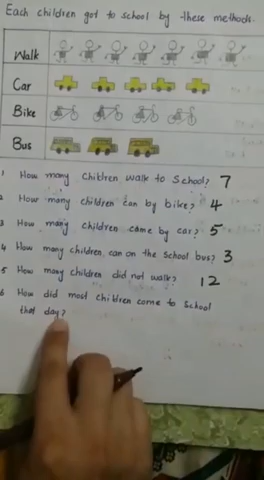 Each children got to school by these methods.
Walk
Car
Bike
Bus
1 How many children walk to School? 7
2 How many children can by bike? 4
3 How many children came by car? 5
4 How many children can on the school bus? 3
5 How many children did not walk? 12
6 How did most children come to School
that day?